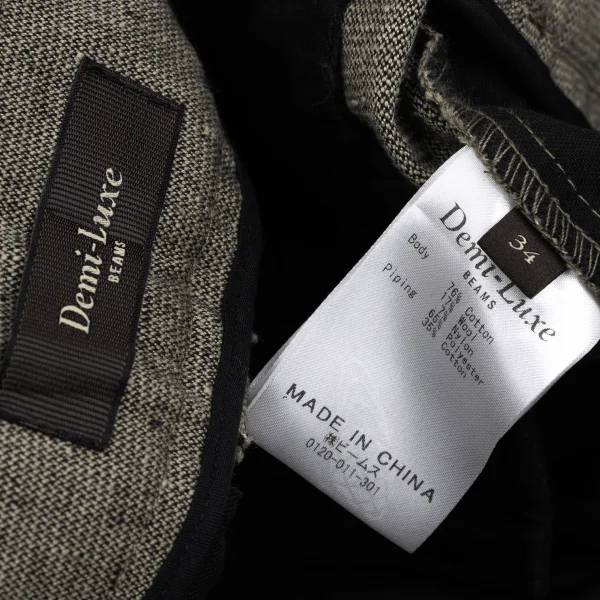 Demi-Luxe
BEAMS
Demi-Luxe
BEAMS
34
Body
76% Cotton
17% Wool
7% Nylon
Piping
65% Polyester
35% Cotton
MADE IN CHINA
㈱ビームス
0120-011-301